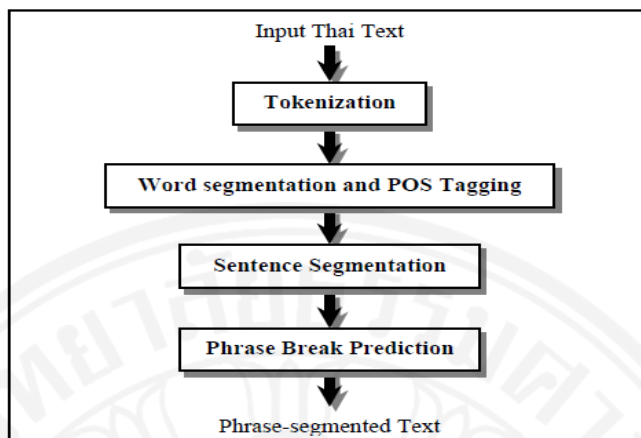 Input Thai Text
Tokenization
Word segmentation and POS Tagging
Sentence Segmentation
Phrase Break Prediction
Phrase-segmented Text